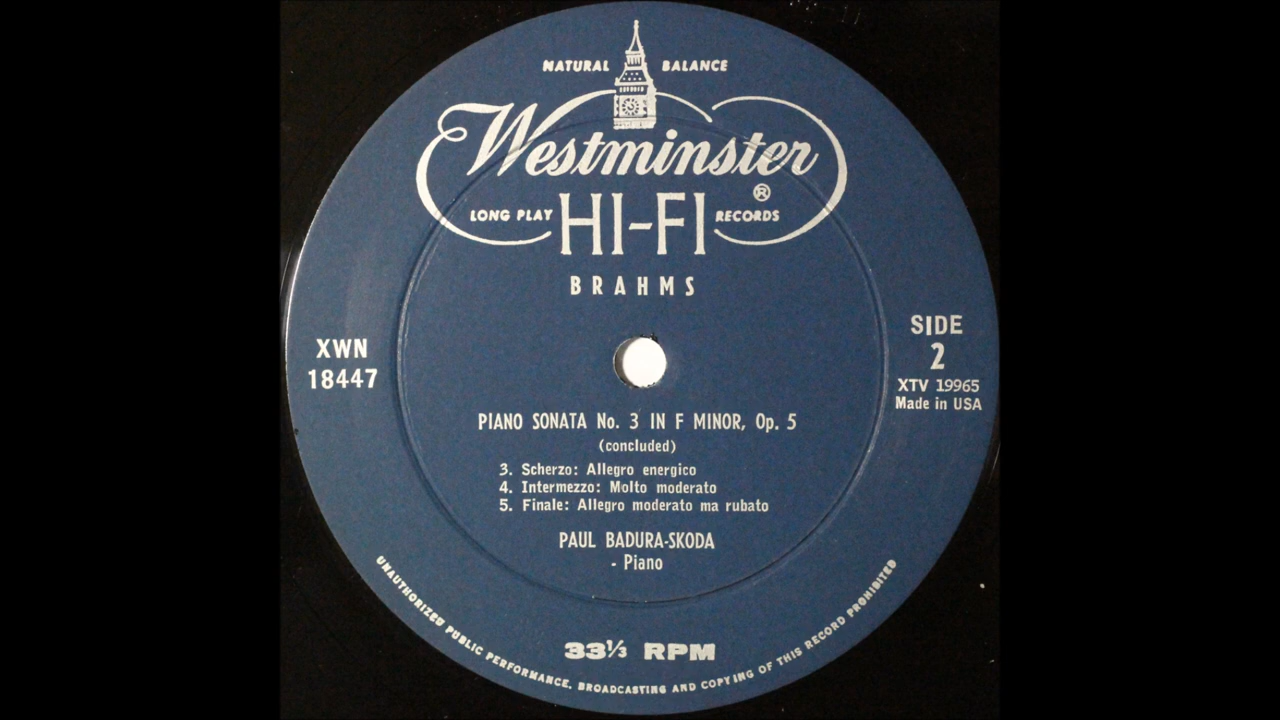 NATURAL BALANCE
Westminster
®
LONG PLAY HI-FI RECORDS
BRAHMS
XWN
18447
SIDE
2
XTV 19965
Made in USA
PIANO SONATA No. 3 IN F MINOR, Op. 5
(concluded)
3. Scherzo: Allegro energico
4. Intermezzo: Molto moderato
5. Finale: Allegro moderato ma rubato
PAUL BADURA-SKODA
- Piano
33⅓ RPM
UNAUTHORIZED PUBLIC PERFORMANCE, BROADCASTING AND COPYING OF THIS RECORD PROHIBITED